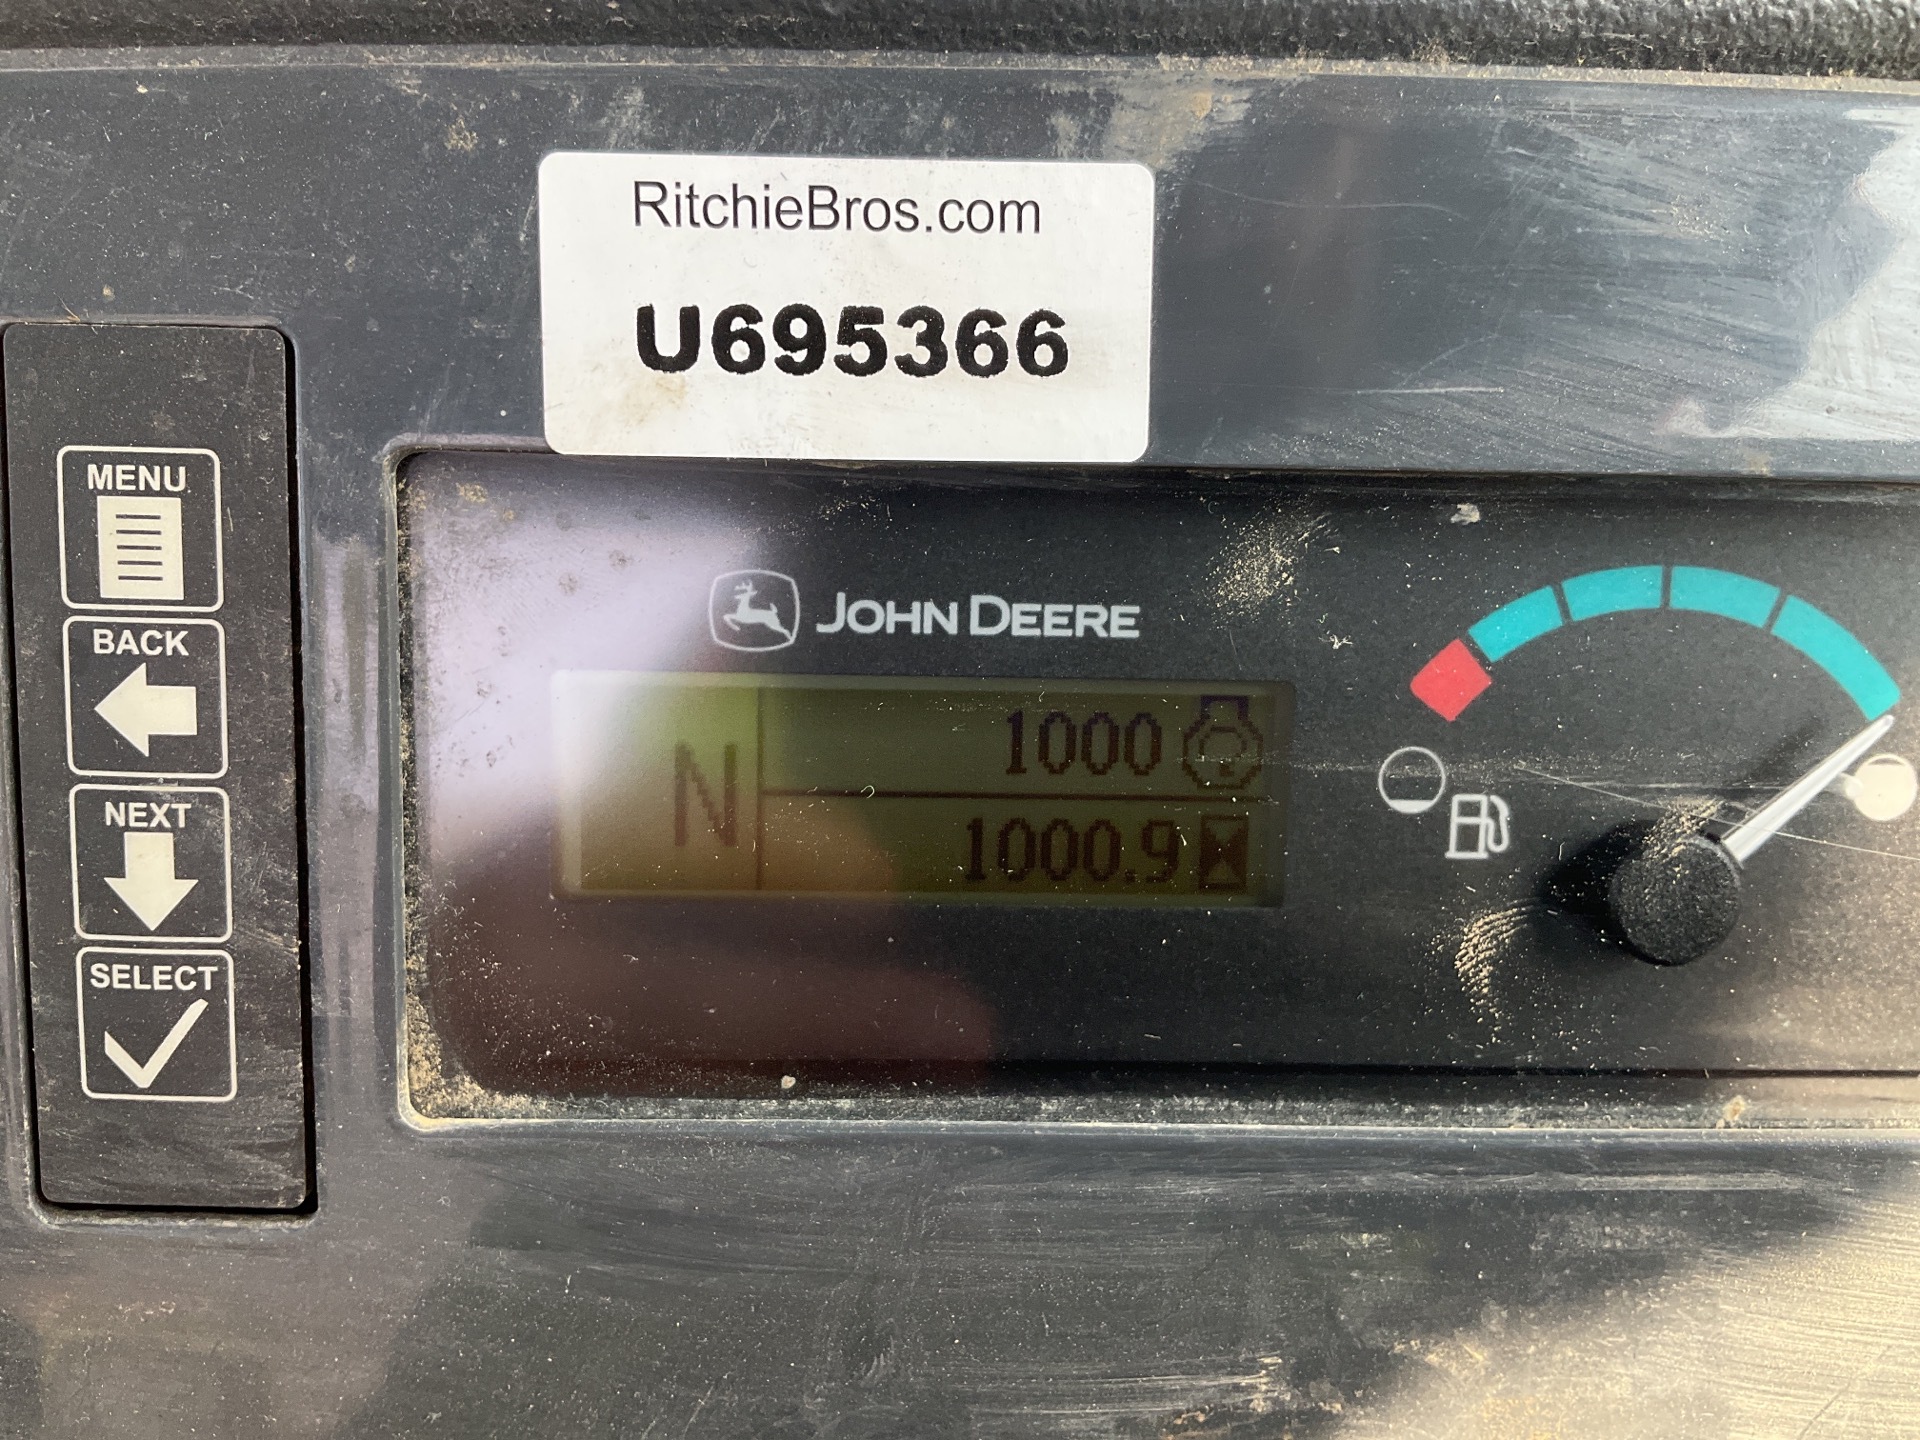 RitchieBros.com
U695366
MENU
BACK
NEXT
SELECT
JOHN DEERE
N
1000
1000.9